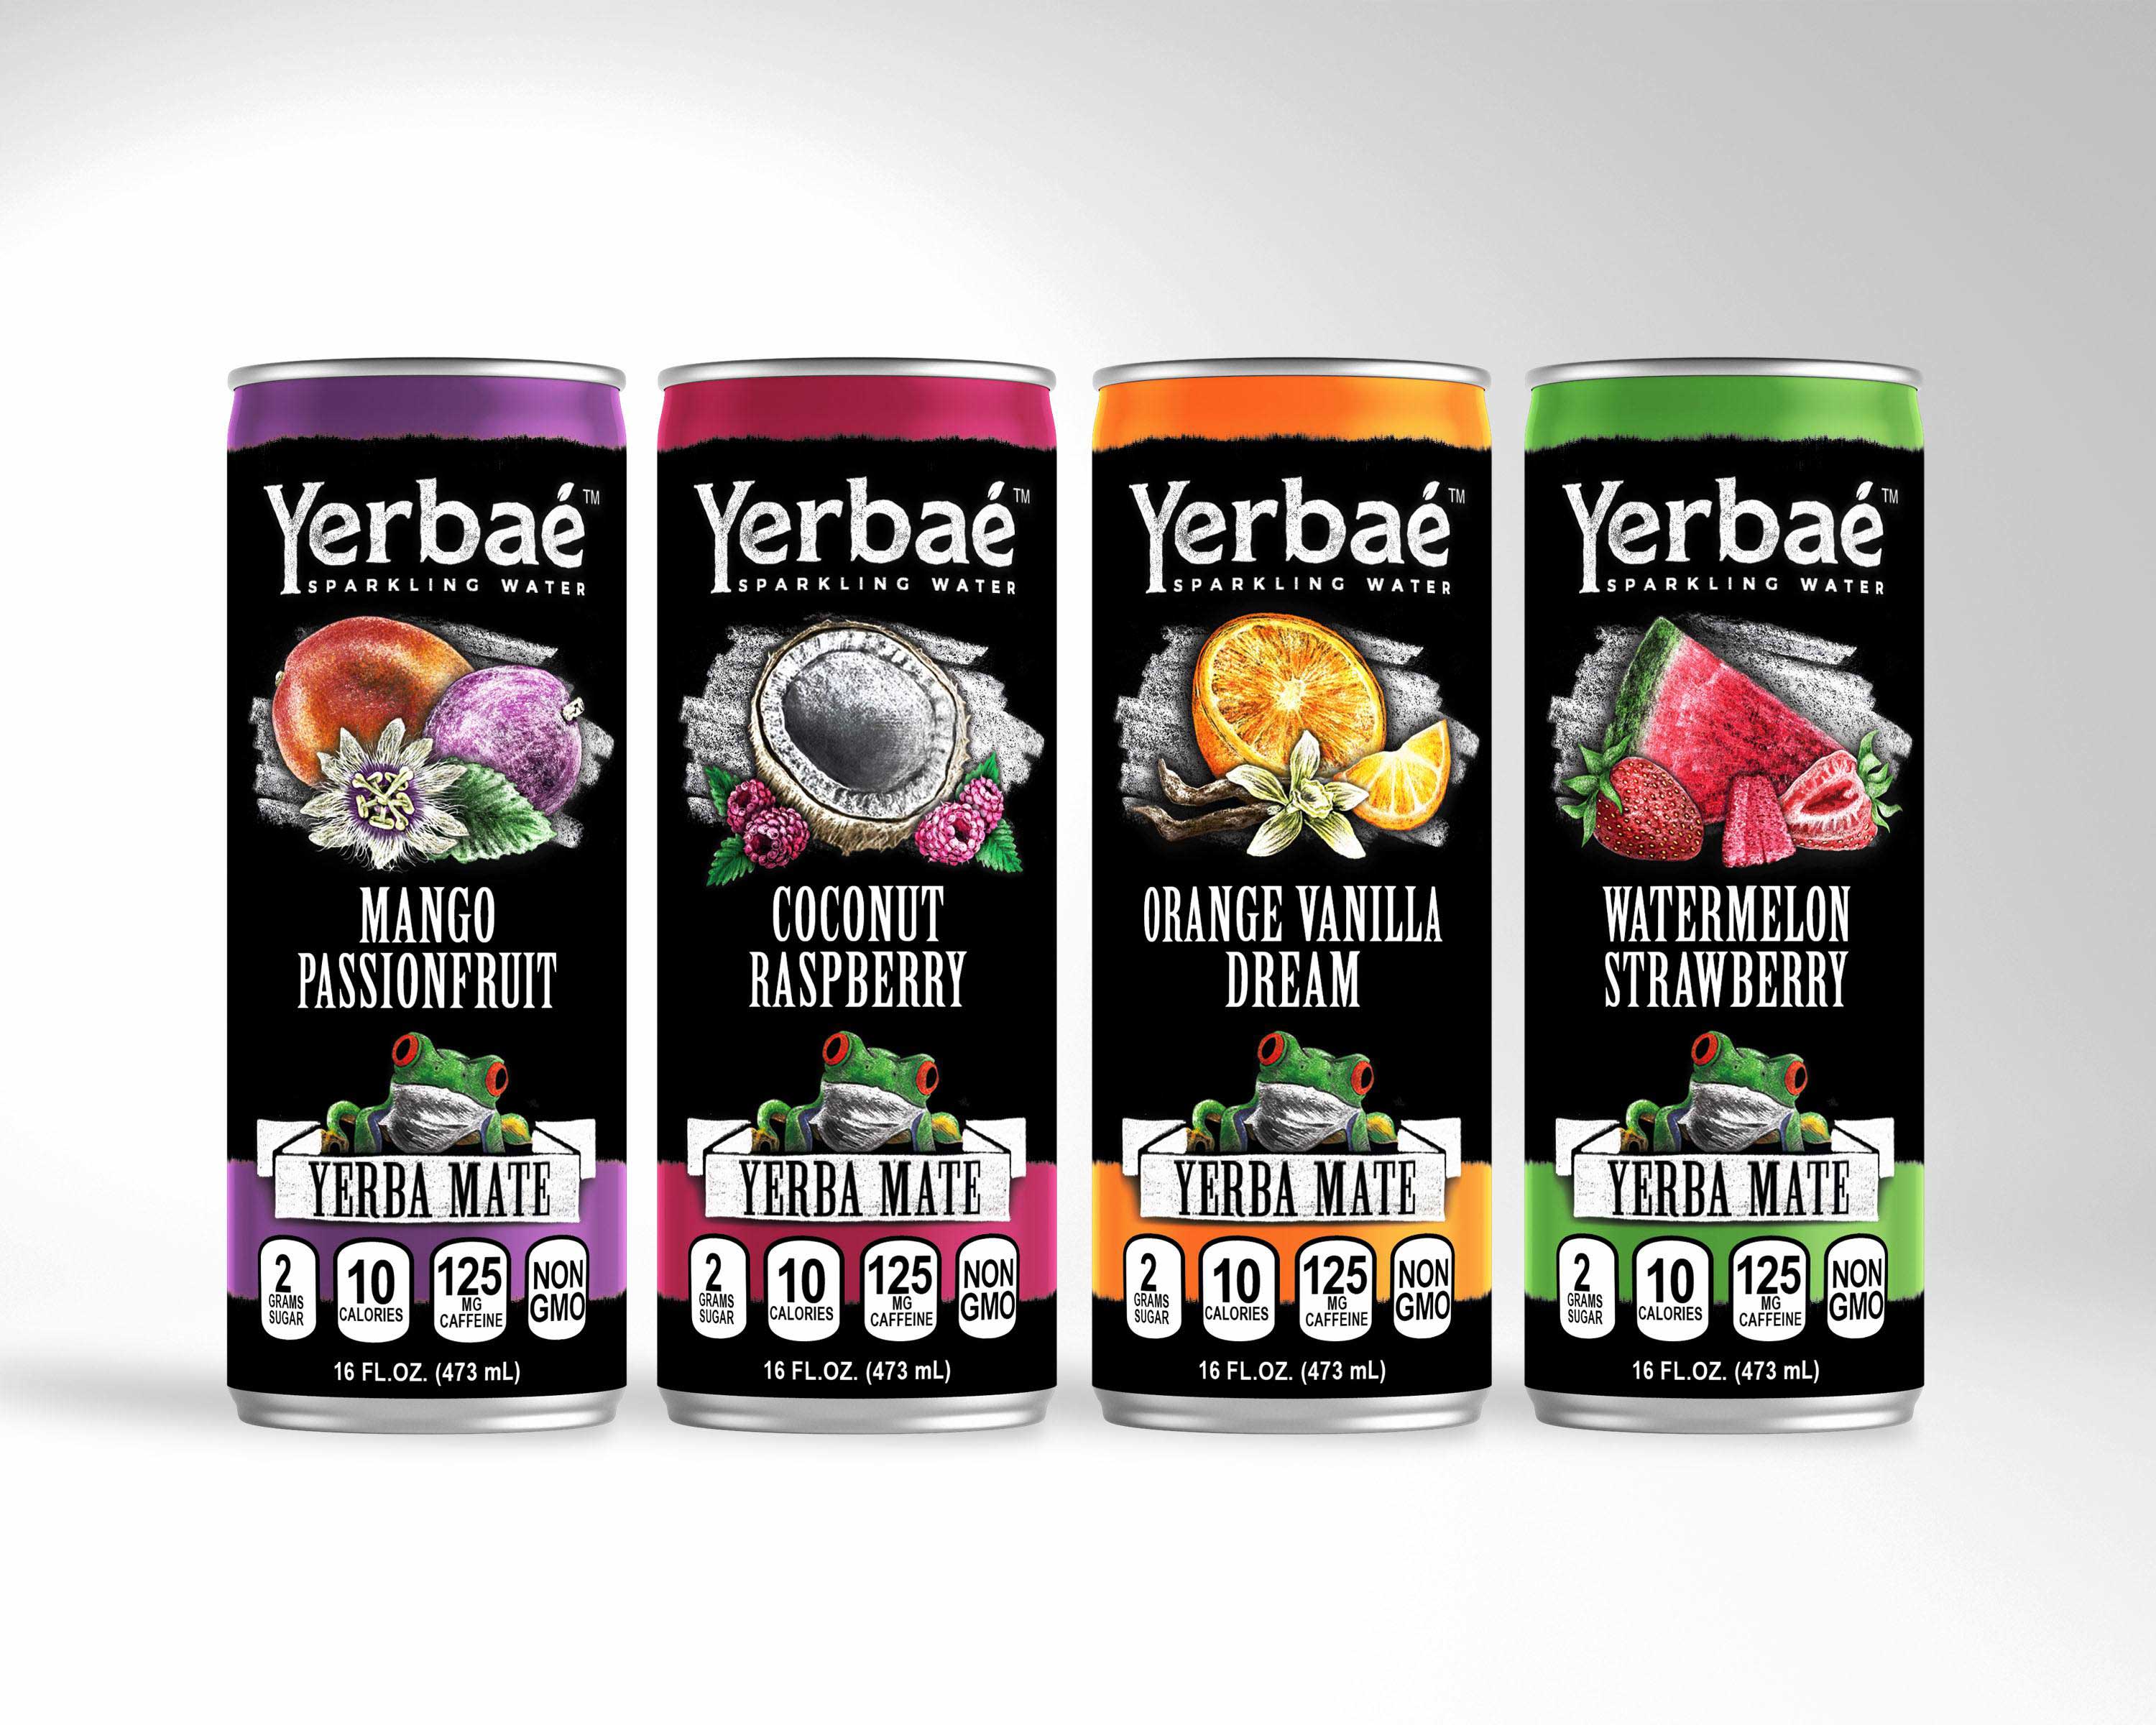 Yerbaé™
SPARKLING WATER
MANGO
PASSIONFRUIT
YERBA MATE
2
GRAMS
SUGAR
10
CALORIES
125
MG
CAFFEINE
NON
GMO
16 FL.OZ. (473 mL)
Yerbaé™
SPARKLING WATER
COCONUT
RASPBERRY
YERBA MATE
2
GRAMS
SUGAR
10
CALORIES
125
MG
CAFFEINE
NON
GMO
16 FL.OZ. (473 mL)
Yerbaé™
SPARKLING WATER
ORANGE VANILLA
DREAM
YERBA MATE
2
GRAMS
SUGAR
10
CALORIES
125
MG
CAFFEINE
NON
GMO
16 FL.OZ. (473 mL)
Yerbaé™
SPARKLING WATER
WATERMELON
STRAWBERRY
YERBA MATE
2
GRAMS
SUGAR
10
CALORIES
125
MG
CAFFEINE
NON
GMO
16 FL.OZ. (473 mL)